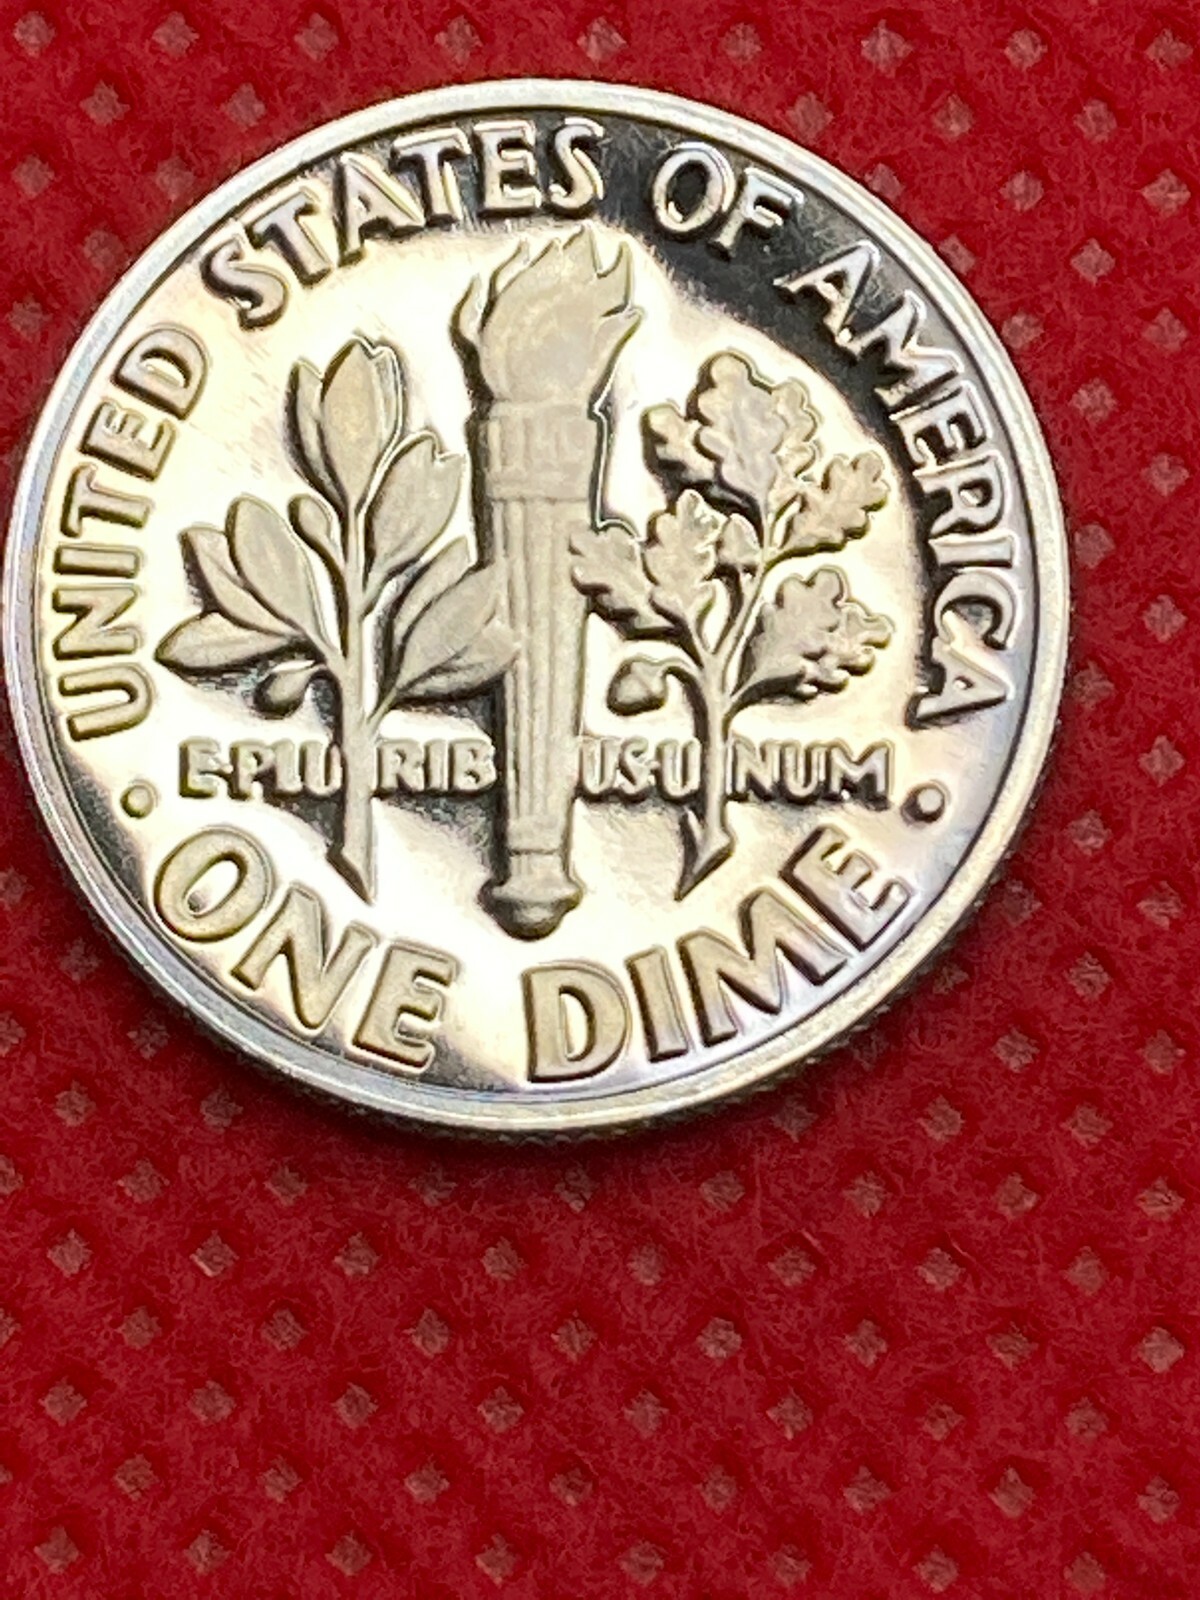 UNITED STATES OF AMERICA
E·PLURIBUS·UNUM
· ONE DIME ·